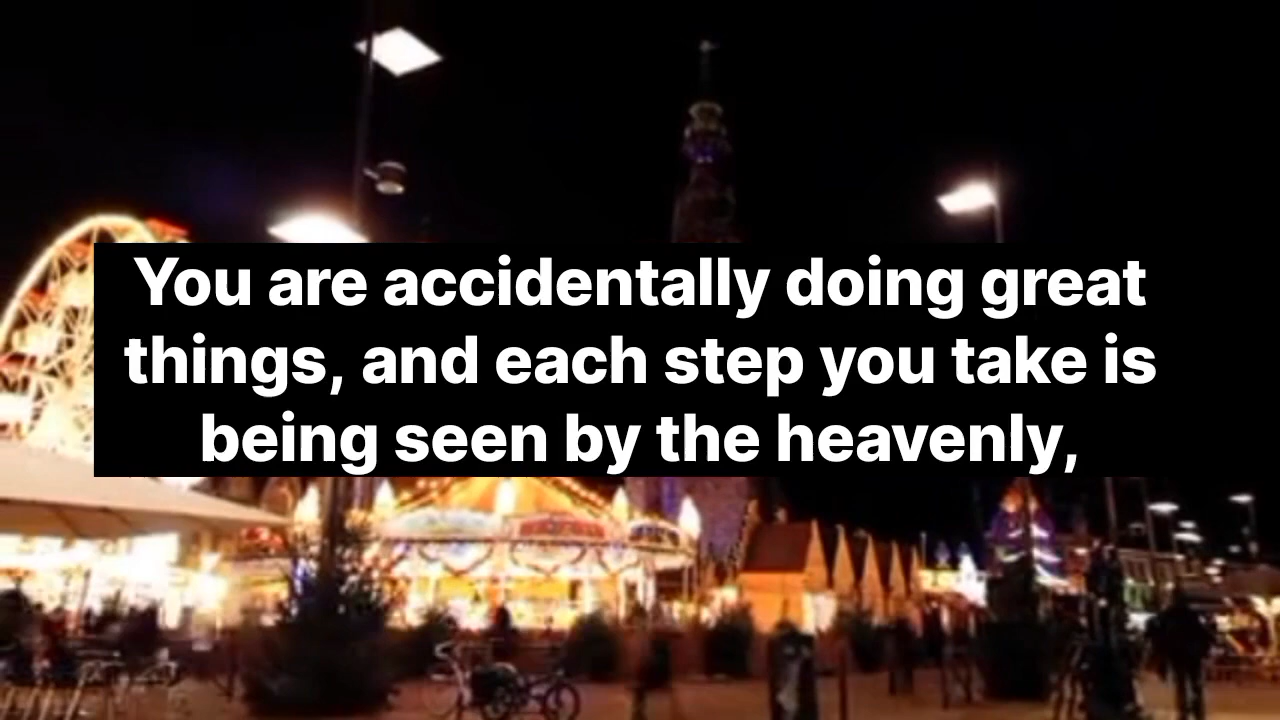 You are accidentally doing great
things, and each step you take is
being seen by the heavenly,